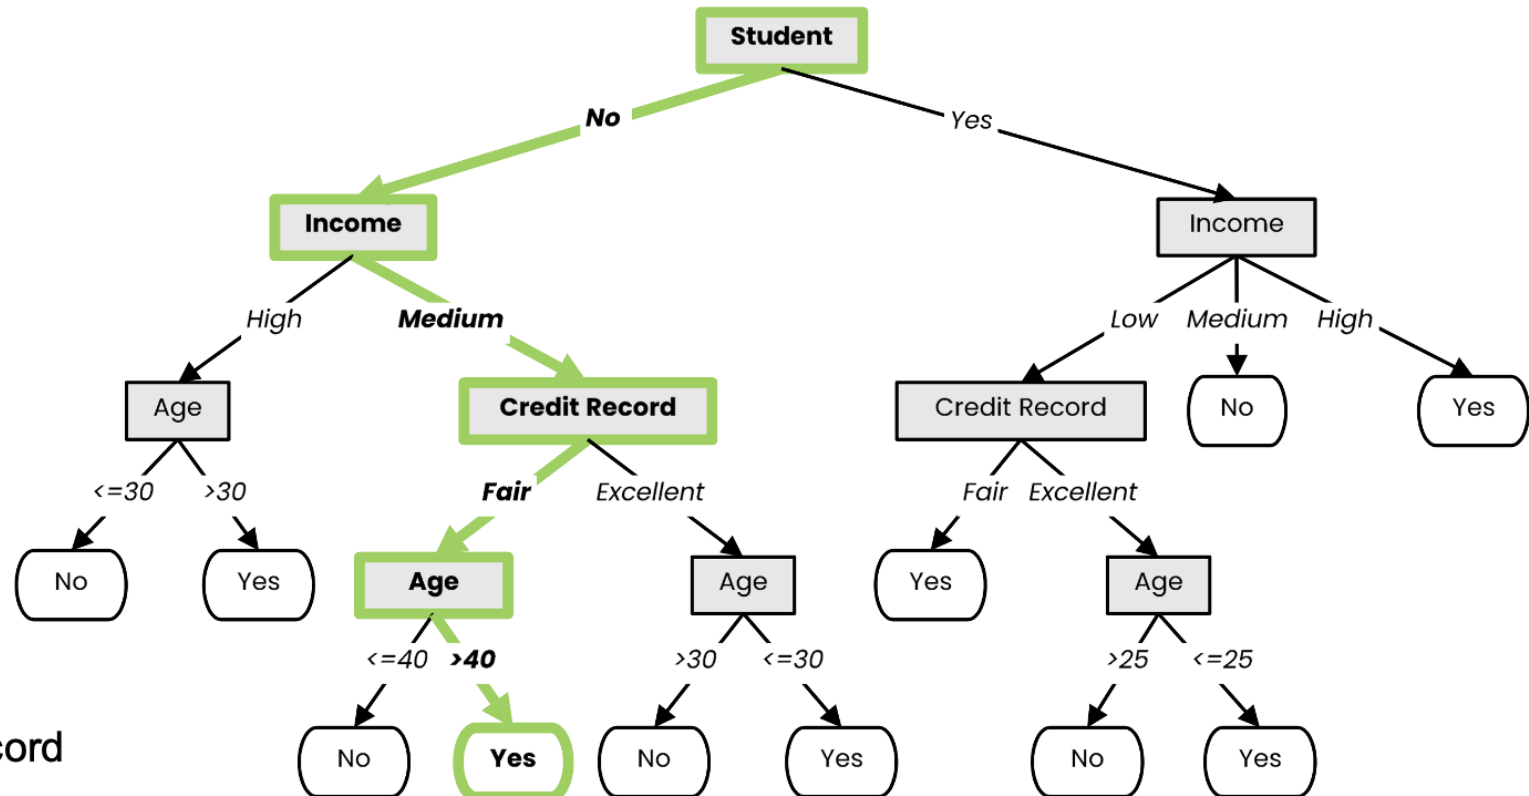 Student
No
Yes
Income
Income
High
Medium
Low
Medium
High
Age
Credit Record
Credit Record
No
Yes
<=30
>30
Fair
Excellent
Fair
Excellent
No
Yes
Age
Age
Yes
Age
<=40
>40
>30
<=30
>25
<=25
No
Yes
No
Yes
No
Yes
cord